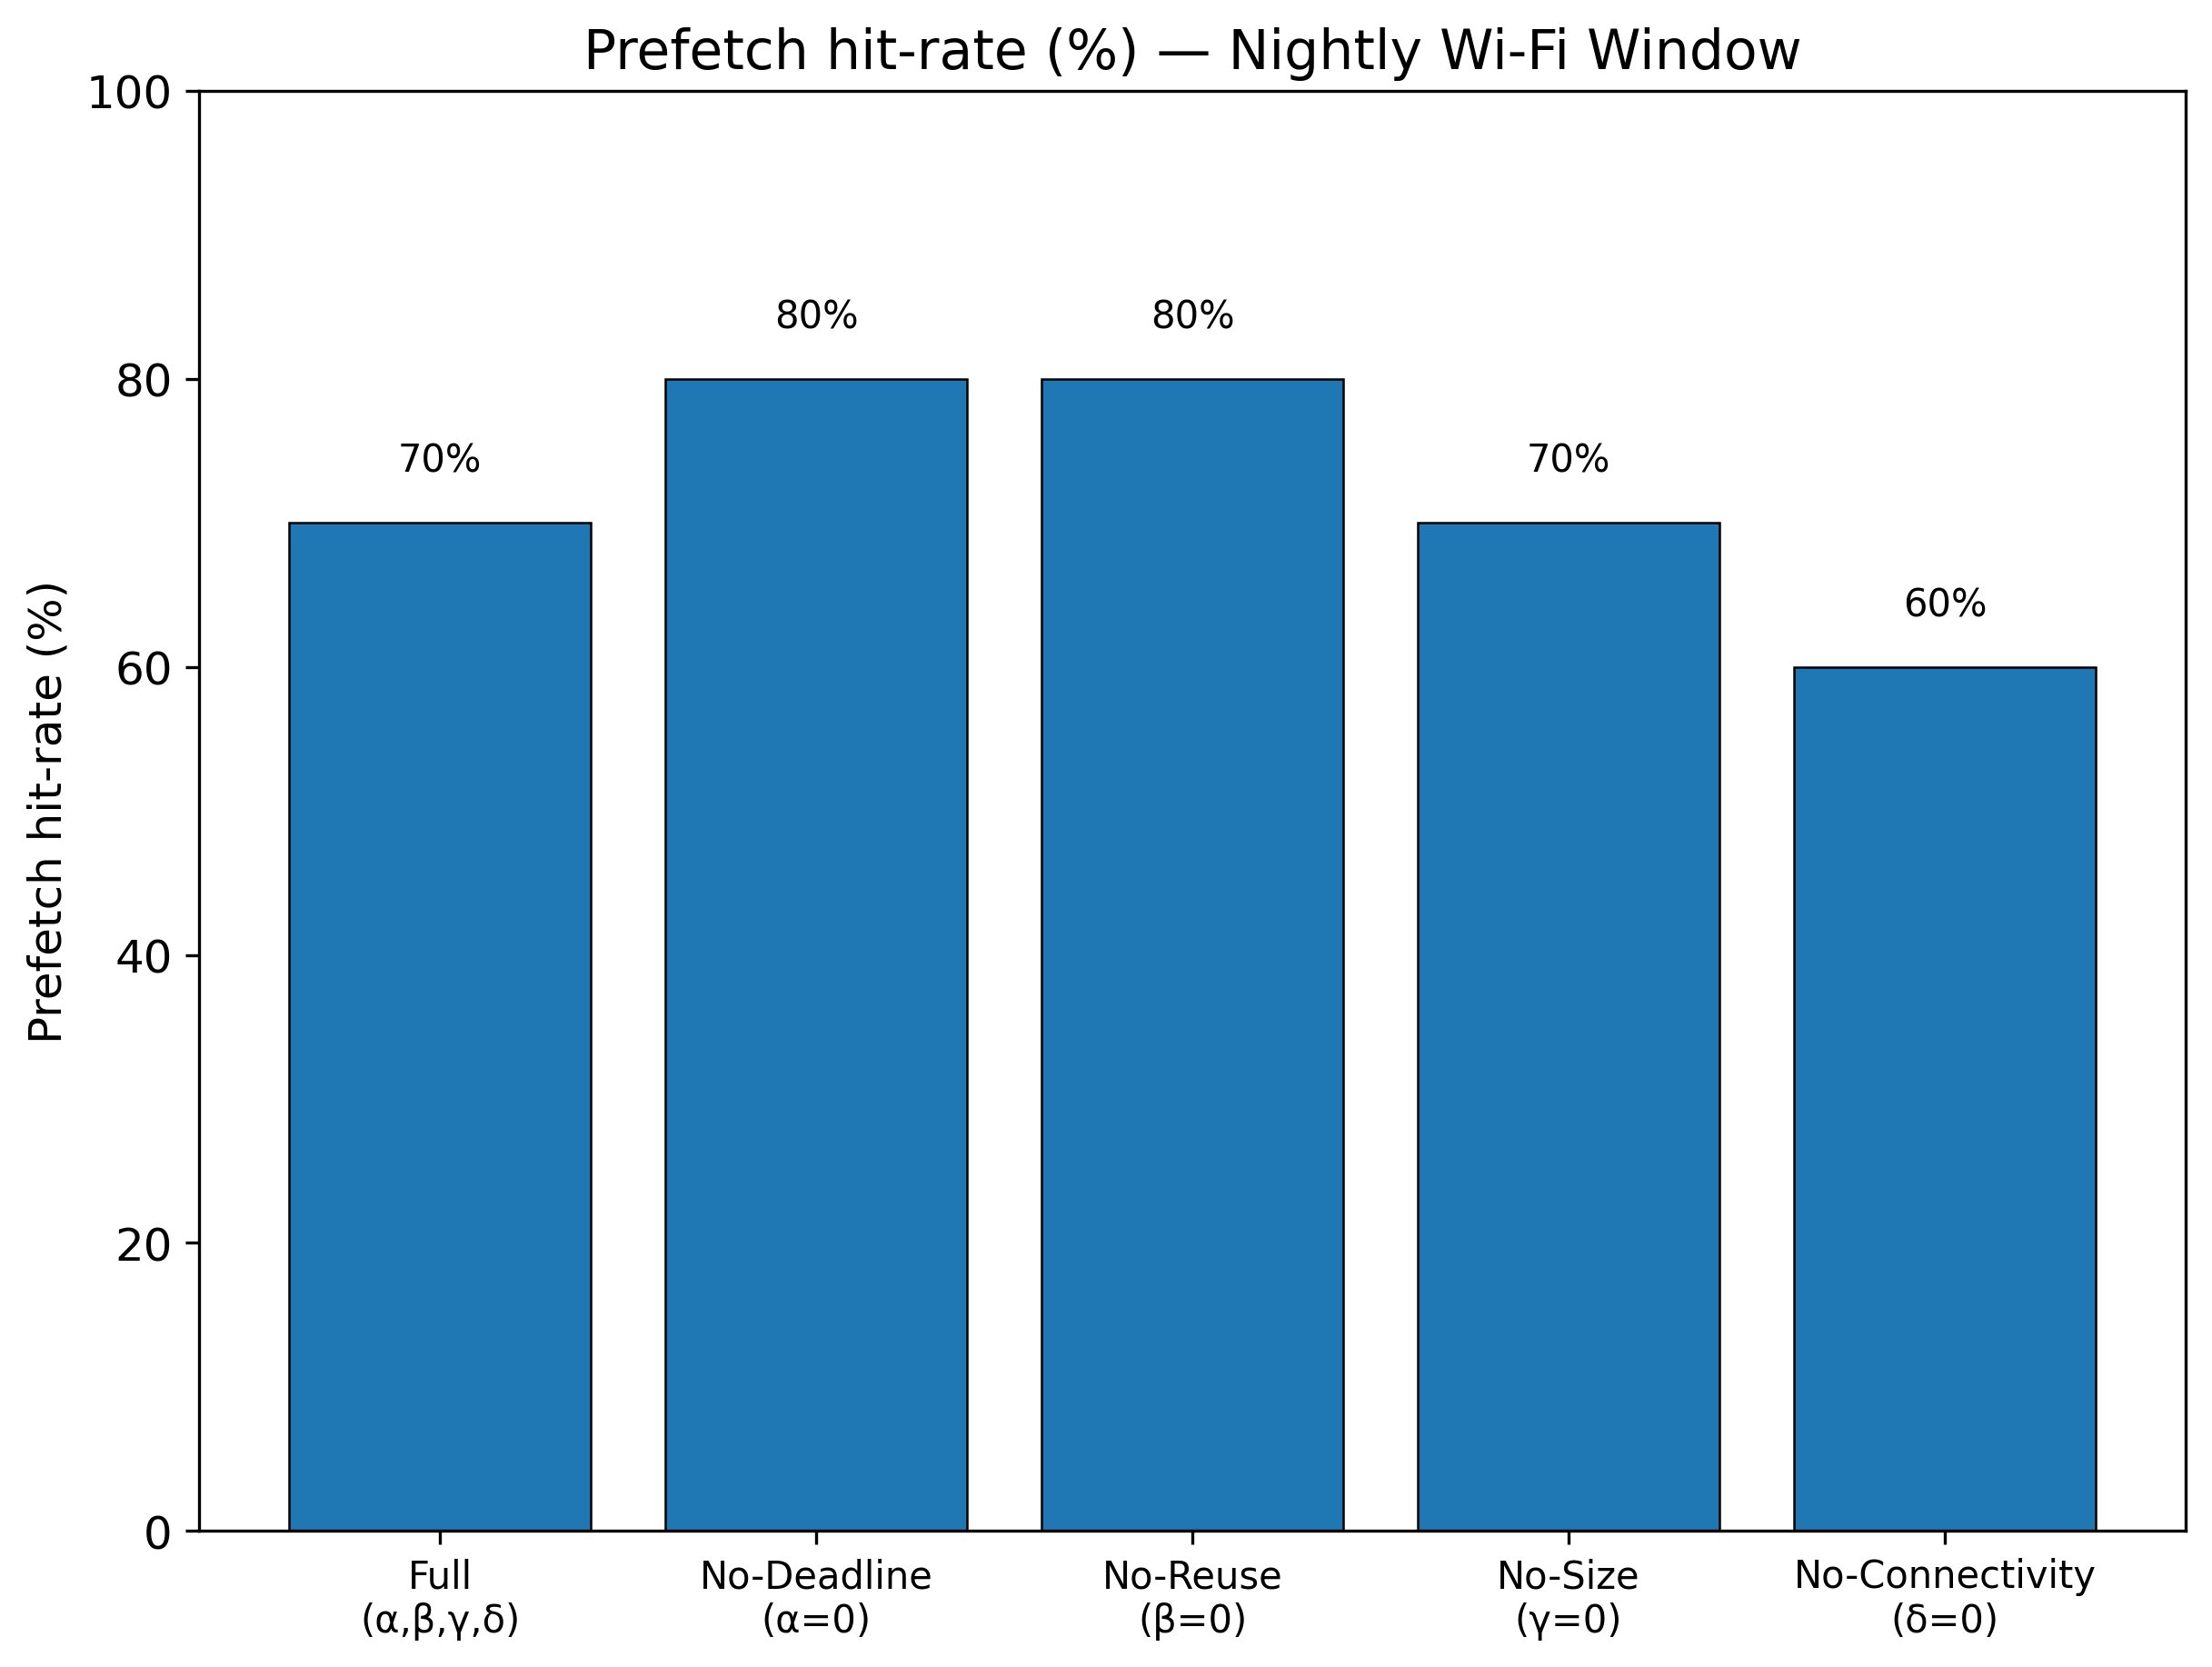 Prefetch hit-rate (%) — Nightly Wi-Fi Window
Prefetch hit-rate (%)
100
80
60
40
20
0
70%
80%
80%
70%
60%
Full
(α,β,γ,δ)
No-Deadline
(α=0)
No-Reuse
(β=0)
No-Size
(γ=0)
No-Connectivity
(δ=0)